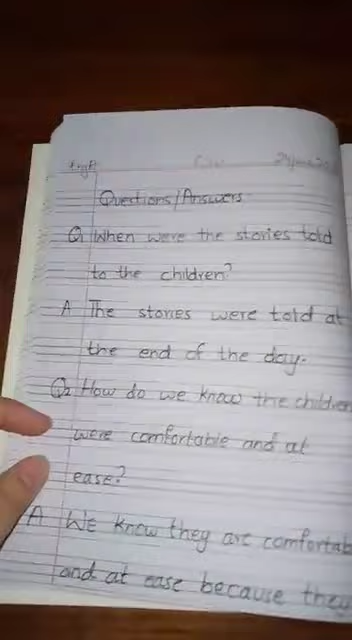 Questions/Answers
Q1 When were the stories told
to the children?
A The stories were told at
the end of the day.
Q2 How do we know the children
were comfortable and at
ease?
A We know they are comfortab
and at ease because they